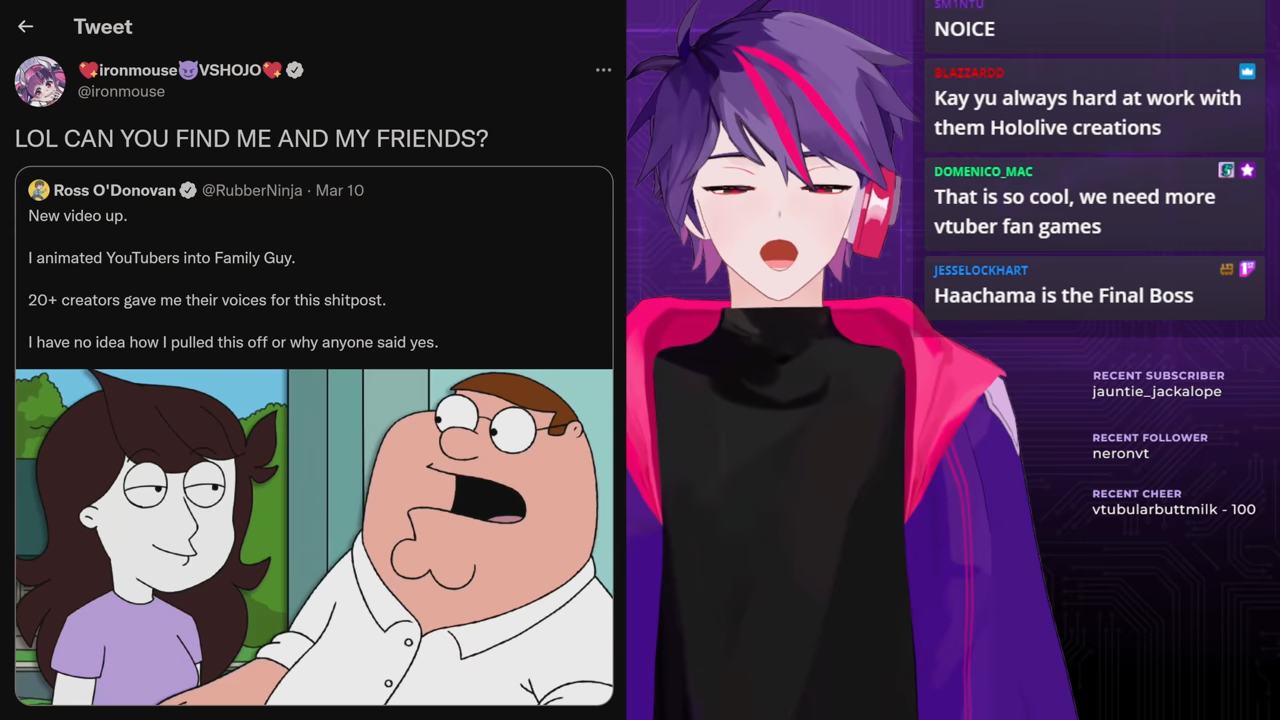 Tweet
💖ironmouse😈VSHOJO💖
@ironmouse
LOL CAN YOU FIND ME AND MY FRIENDS?
Ross O'Donovan @RubberNinja · Mar 10
New video up.
I animated YouTubers into Family Guy.
20+ creators gave me their voices for this shitpost.
I have no idea how I pulled this off or why anyone said yes.
SM1NTU
NOICE
BLAZZARDO
Kay yu always hard at work with
them Hololive creations
DOMENICO_MAC
That is so cool, we need more
vtuber fan games
JESSELOCKHART
Haachama is the Final Boss
RECENT SUBSCRIBER
jauntie_jackalope
RECENT FOLLOWER
neronvt
RECENT CHEER
vtubularbuttmilk - 100